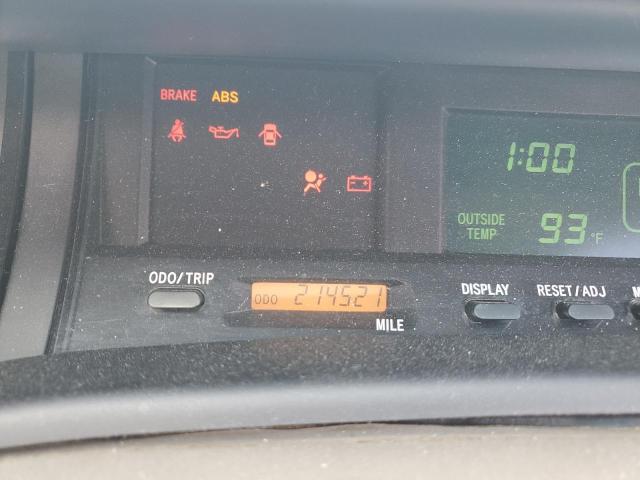 BRAKE ABS
1:00
OUTSIDE
TEMP 93 °F
ODO/TRIP
ODO 214521
MILE
DISPLAY
RESET/ADJ